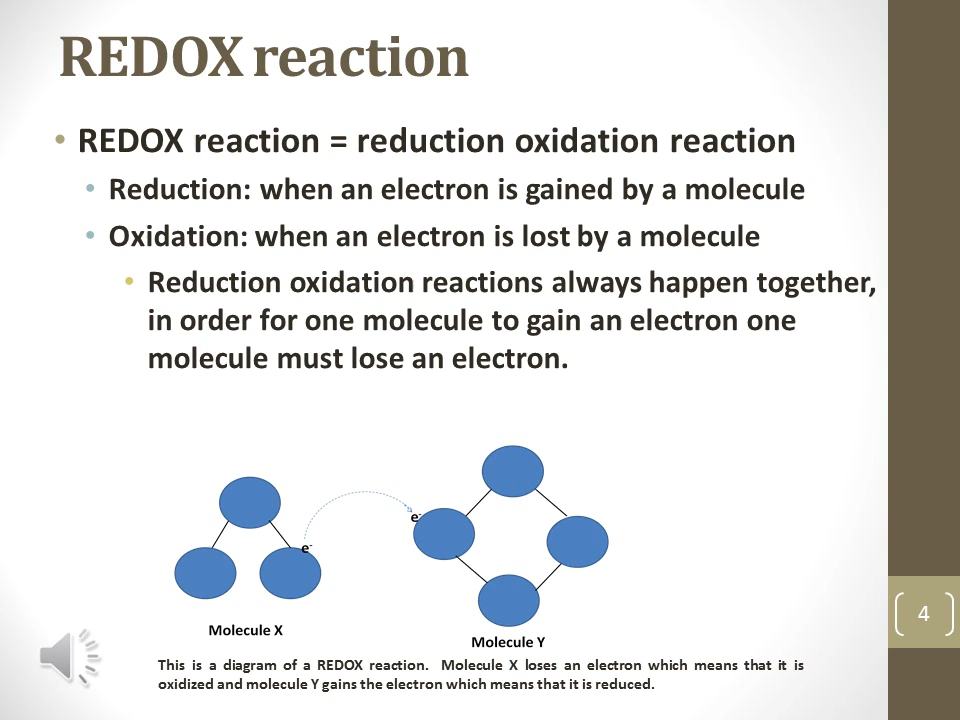 REDOX reaction
• REDOX reaction = reduction oxidation reaction
• Reduction: when an electron is gained by a molecule
• Oxidation: when an electron is lost by a molecule
• Reduction oxidation reactions always happen together,
in order for one molecule to gain an electron one
molecule must lose an electron.
e-
e-
Molecule X
Molecule Y
This is a diagram of a REDOX reaction. Molecule X loses an electron which means that it is
oxidized and molecule Y gains the electron which means that it is reduced.
4